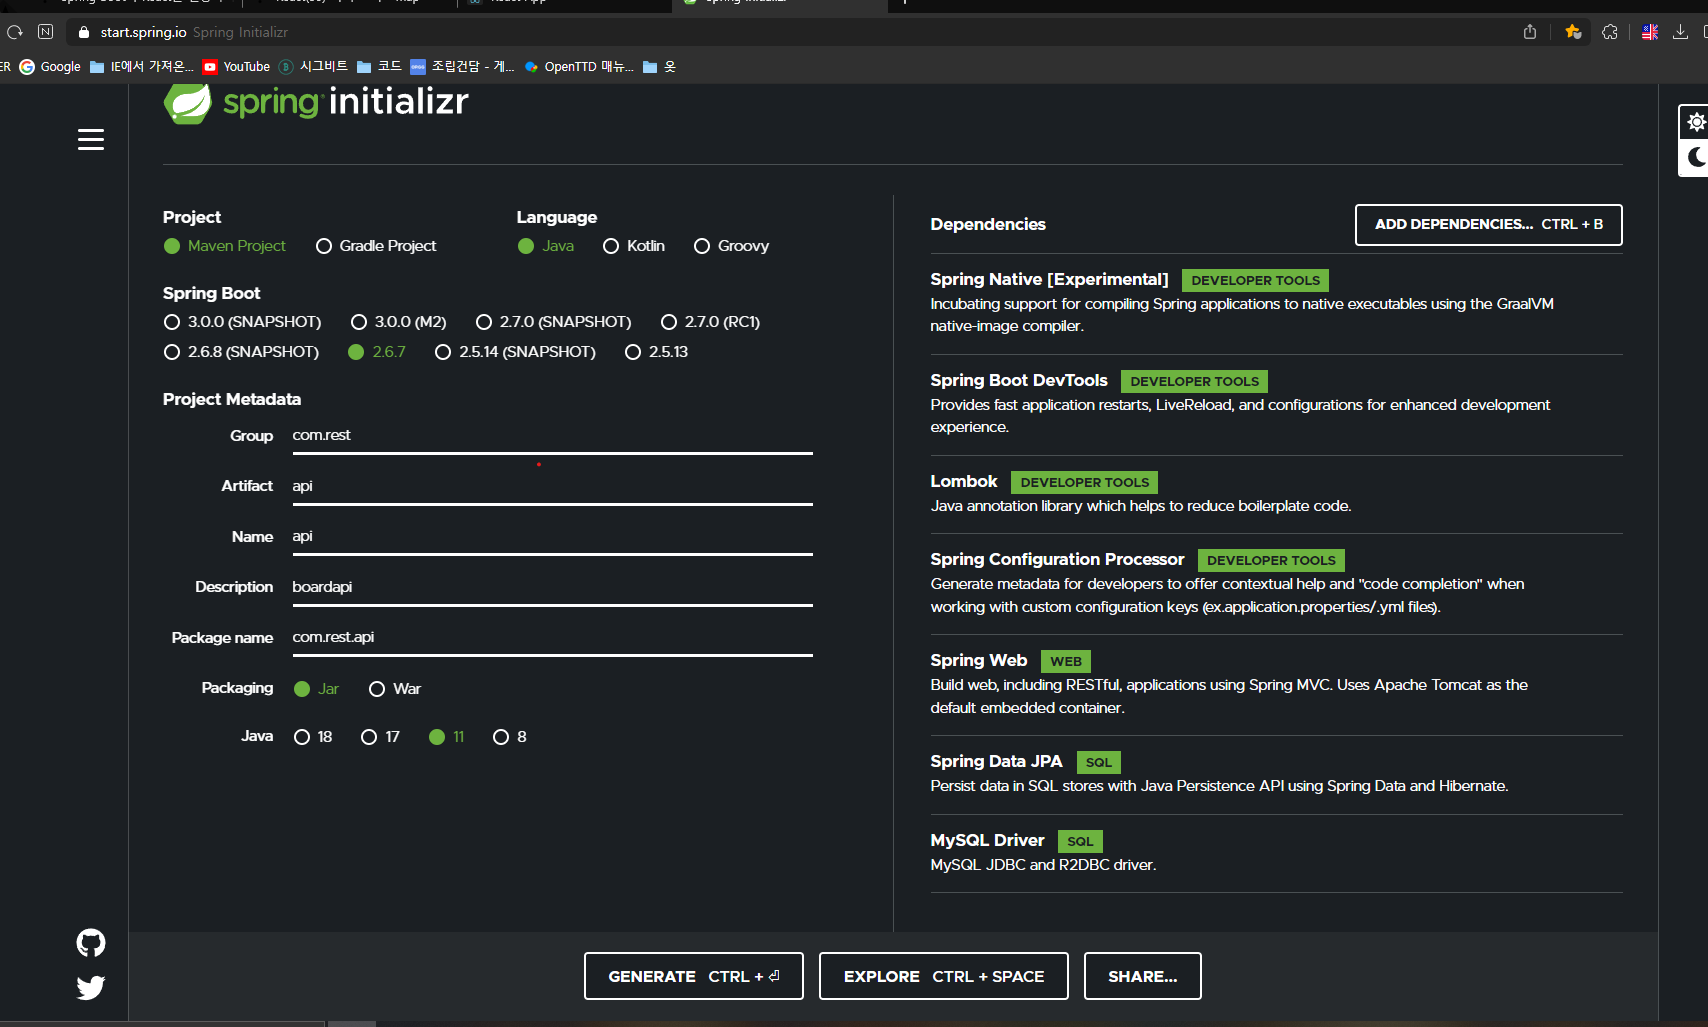 start.spring.io Spring Initializr
ER Google IE에서 가져온... YouTube 시그비트 코드 조립건담 - 게... OpenTTD 매뉴... 옷
spring initializr
Project
Maven Project Gradle Project
Language
Java Kotlin Groovy
Spring Boot
3.0.0 (SNAPSHOT) 3.0.0 (M2) 2.7.0 (SNAPSHOT) 2.7.0 (RC1)
2.6.8 (SNAPSHOT) 2.6.7 2.5.14 (SNAPSHOT) 2.5.13
Project Metadata
Group com.rest
Artifact api
Name api
Description boardapi
Package name com.rest.api
Packaging Jar War
Java 18 17 11 8
Dependencies
ADD DEPENDENCIES... CTRL + B
Spring Native [Experimental] DEVELOPER TOOLS
Incubating support for compiling Spring applications to native executables using the GraalVM
native-image compiler.
Spring Boot DevTools DEVELOPER TOOLS
Provides fast application restarts, LiveReload, and configurations for enhanced development
experience.
Lombok DEVELOPER TOOLS
Java annotation library which helps to reduce boilerplate code.
Spring Configuration Processor DEVELOPER TOOLS
Generate metadata for developers to offer contextual help and "code completion" when
working with custom configuration keys (ex.application.properties/.yml files).
Spring Web WEB
Build web, including RESTful, applications using Spring MVC. Uses Apache Tomcat as the
default embedded container.
Spring Data JPA SQL
Persist data in SQL stores with Java Persistence API using Spring Data and Hibernate.
MySQL Driver SQL
MySQL JDBC and R2DBC driver.
GENERATE CTRL + ⏎
EXPLORE CTRL + SPACE
SHARE...